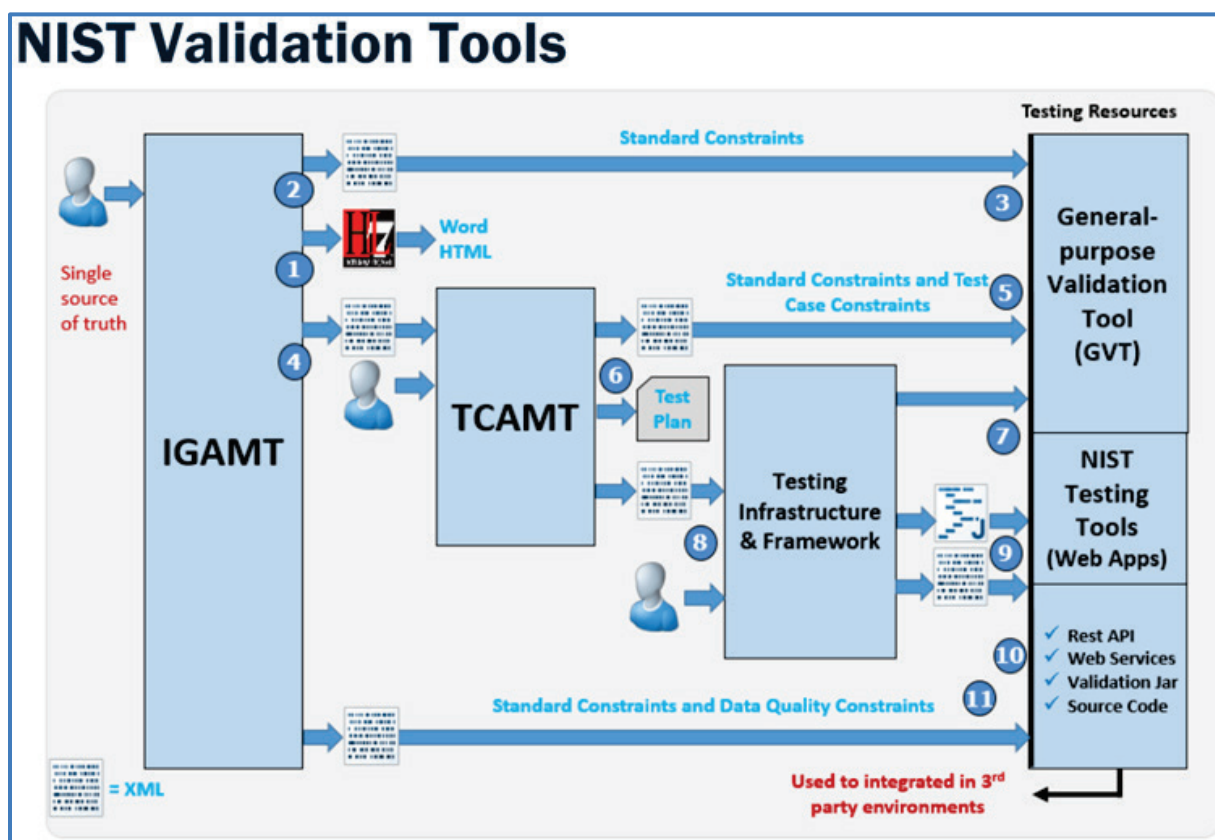 NIST Validation Tools
Testing Resources
Standard Constraints
2
3
General-
purpose
Validation
Tool
(GVT)
HL7
Word
HTML
1
Single
source
of truth
Standard Constraints and Test
Case Constraints
5
4
IGAMT
TCAMT
6
Test
Plan
7
Testing
Infrastructure
& Framework
NIST
Testing
Tools
(Web Apps)
J
8
9
✓ Rest API
✓ Web Services
✓ Validation Jar
✓ Source Code
10
11
Standard Constraints and Data Quality Constraints
= XML
Used to integrated in 3rd
party environments